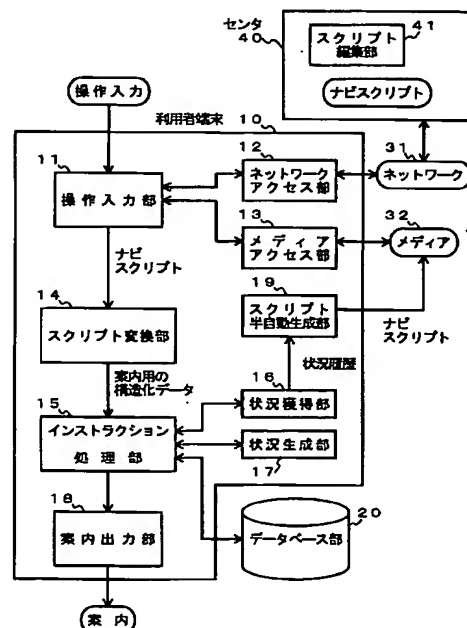 センタ
40
41
スクリプト
編集部
ナビスクリプト
操作入力
利用者端末
10
11
操作入力部
12
ネットワーク
アクセス部
31
ネットワーク
13
メディア
アクセス部
32
メディア
ナビ
スクリプト
19
スクリプト
半自動生成部
ナビ
スクリプト
14
スクリプト変換部
状況履歴
案内用の
構造化データ
16
状況獲得部
15
インストラクション
処理部
状況生成部
17
18
案内出力部
20
データベース部
案内